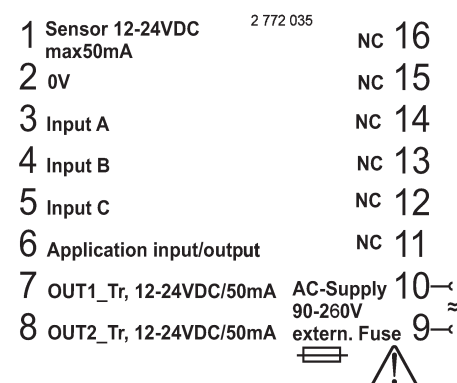 2 772 035
1 Sensor 12-24VDC
max50mA
NC 16
2 0V
NC 15
3 Input A
NC 14
4 Input B
NC 13
5 Input C
NC 12
6 Application input/output
NC 11
7 OUT1_Tr, 12-24VDC/50mA
AC-Supply 10
90-260V
≈
8 OUT2_Tr, 12-24VDC/50mA
extern. Fuse 9